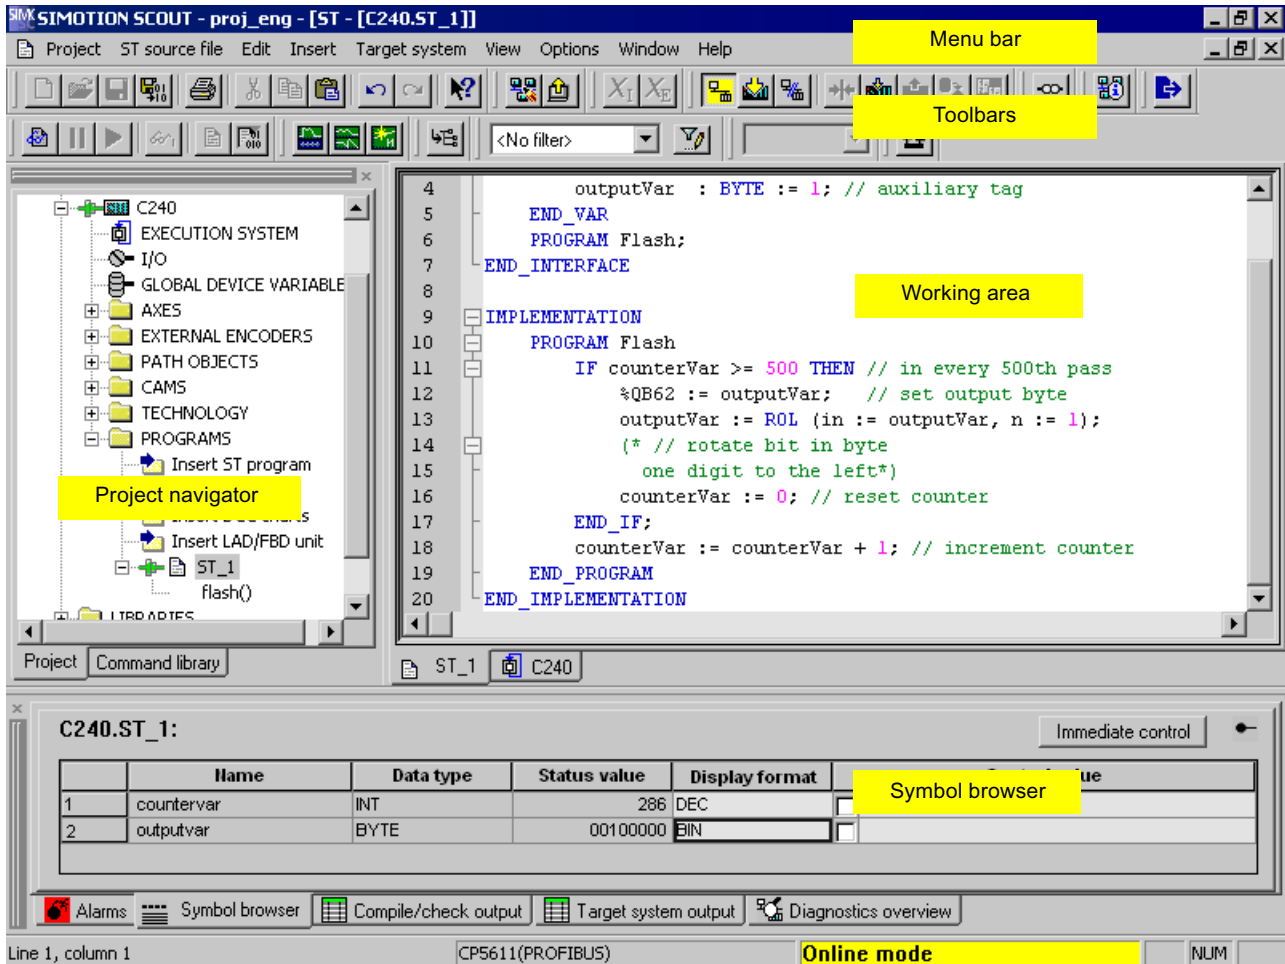 SIMOTION SCOUT - proj_eng - [ST - [C240.ST_1]]
Project ST source file Edit Insert Target system View Options Window Help
Menu bar
Toolbars
<No filter>
C240
EXECUTION SYSTEM
I/O
GLOBAL DEVICE VARIABLE
AXES
EXTERNAL ENCODERS
PATH OBJECTS
CAMS
TECHNOLOGY
PROGRAMS
Insert ST program
Project navigator
Insert LAD/FBD unit
ST_1
flash()
LIBRARIES
Project Command library
4 outputVar : BYTE := 1; // auxiliary tag
5 END_VAR
6 PROGRAM Flash;
7 END_INTERFACE
8
Working area
9 IMPLEMENTATION
10 PROGRAM Flash
11 IF counterVar >= 500 THEN // in every 500th pass
12 %QB62 := outputVar; // set output byte
13 outputVar := ROL (in := outputVar, n := 1);
14 (* // rotate bit in byte
15 one digit to the left*)
16 counterVar := 0; // reset counter
17 END_IF;
18 counterVar := counterVar + 1; // increment counter
19 END_PROGRAM
20 END_IMPLEMENTATION
ST_1 C240
C240.ST_1:
Immediate control
Name Data type Status value Display format
Symbol browser
1 countervar INT 286 DEC
2 outputvar BYTE 00100000 BIN
Alarms Symbol browser Compile/check output Target system output Diagnostics overview
Line 1, column 1 CP5611(PROFIBUS) Online mode NUM